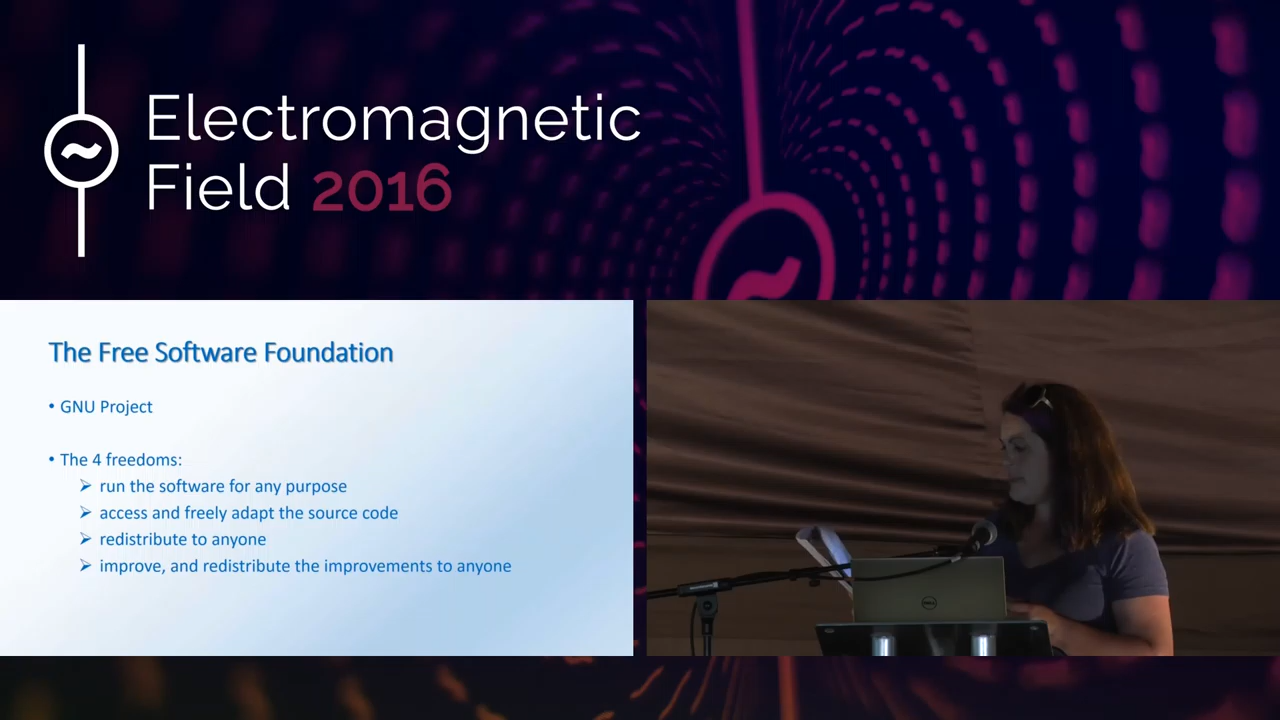 Electromagnetic
Field 2016
The Free Software Foundation
• GNU Project
• The 4 freedoms:
➢ run the software for any purpose
➢ access and freely adapt the source code
➢ redistribute to anyone
➢ improve, and redistribute the improvements to anyone
DELL